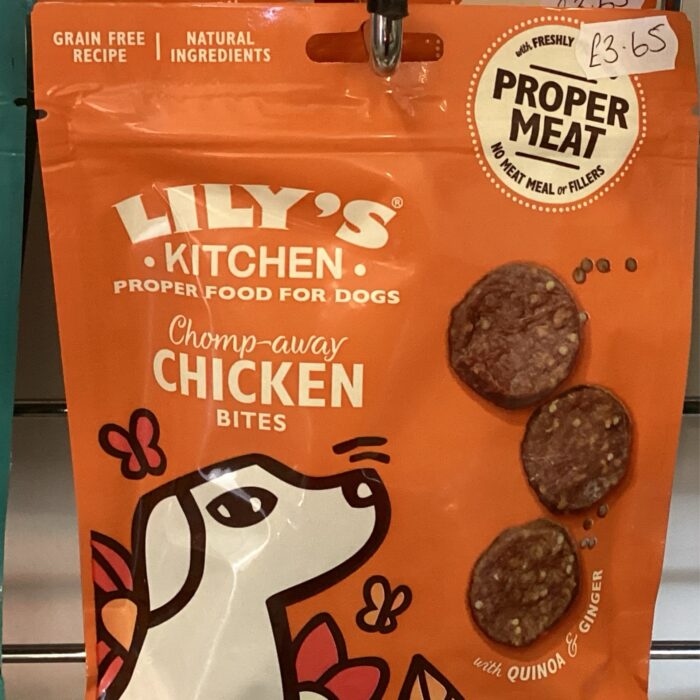 GRAIN FREE
RECIPE
NATURAL
INGREDIENTS
£3.65
with FRESHLY
PROPER
MEAT
NO MEAT MEAL or FILLERS
LILY'S®
• KITCHEN •
PROPER FOOD FOR DOGS
Chomp-away
CHICKEN
BITES
with QUINOA & GINGER